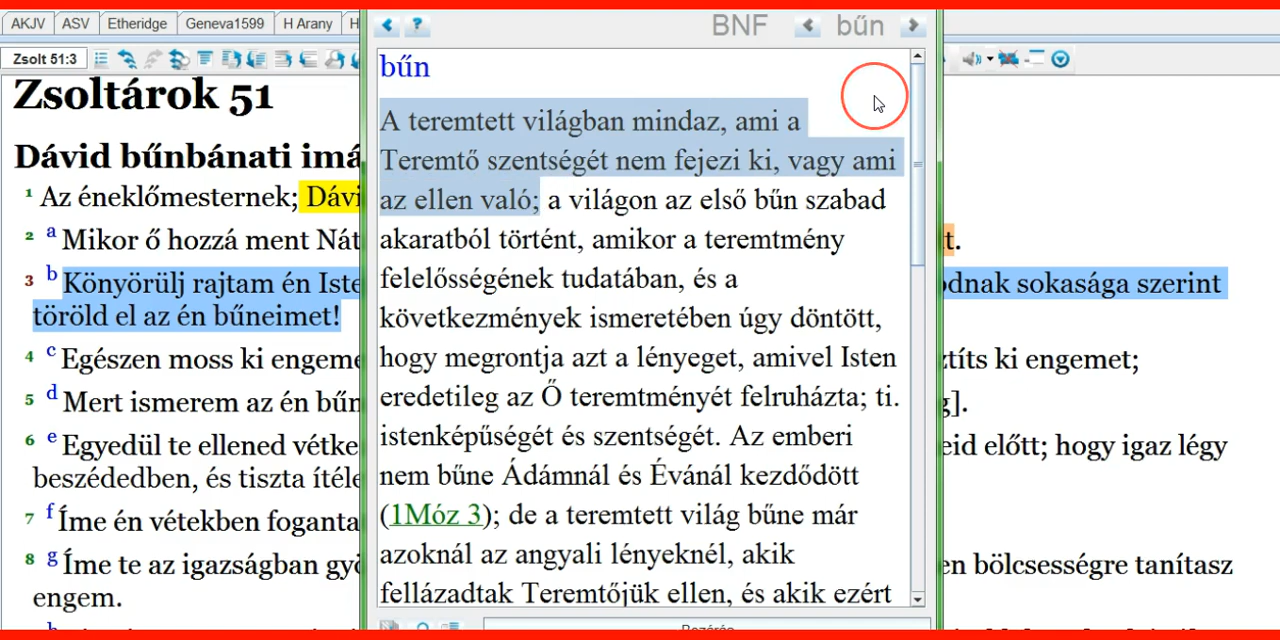 AKJV ASV Etheridge Geneva1599 H Arany H
BNF bűn
Zsolt 51:3
Zsoltárok 51
Dávid bűnbánati imá
1 Az éneklőmesternek; Dávi
2 a Mikor ő hozzá ment Nát t.
3 b Könyörülj rajtam én Iste odnak sokasága szerint
töröld el az én bűneimet!
4 c Egészen moss ki engeme ztíts ki engemet;
5 d Mert ismerem az én bűn g].
6 e Egyedül te ellened vétke eid előtt; hogy igaz légy
beszédedben, és tiszta ítéle
7 f Íme én vétekben foganta
8 g Íme te az igazságban gyö en bölcsességre tanítasz
engem.
bűn
A teremtett világban mindaz, ami a
Teremtő szentségét nem fejezi ki, vagy ami
az ellen való; a világon az első bűn szabad
akaratból történt, amikor a teremtmény
felelősségének tudatában, és a
következmények ismeretében úgy döntött,
hogy megrontja azt a lényeget, amivel Isten
eredetileg az Ő teremtményét felruházta; ti.
istenképűségét és szentségét. Az emberi
nem bűne Ádámnál és Évánál kezdődött
(1Móz 3); de a teremtett világ bűne már
azoknál az angyali lényeknél, akik
fellázadtak Teremtőjük ellen, és akik ezért